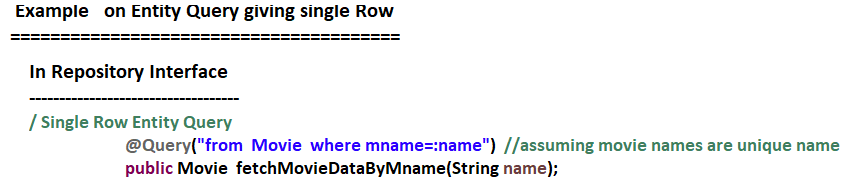 Example on Entity Query giving single Row
=======================================
In Repository Interface
-----------------------------------
/ Single Row Entity Query
@Query("from Movie where mname=:name") //assuming movie names are unique name
public Movie fetchMovieDataByMname(String name);